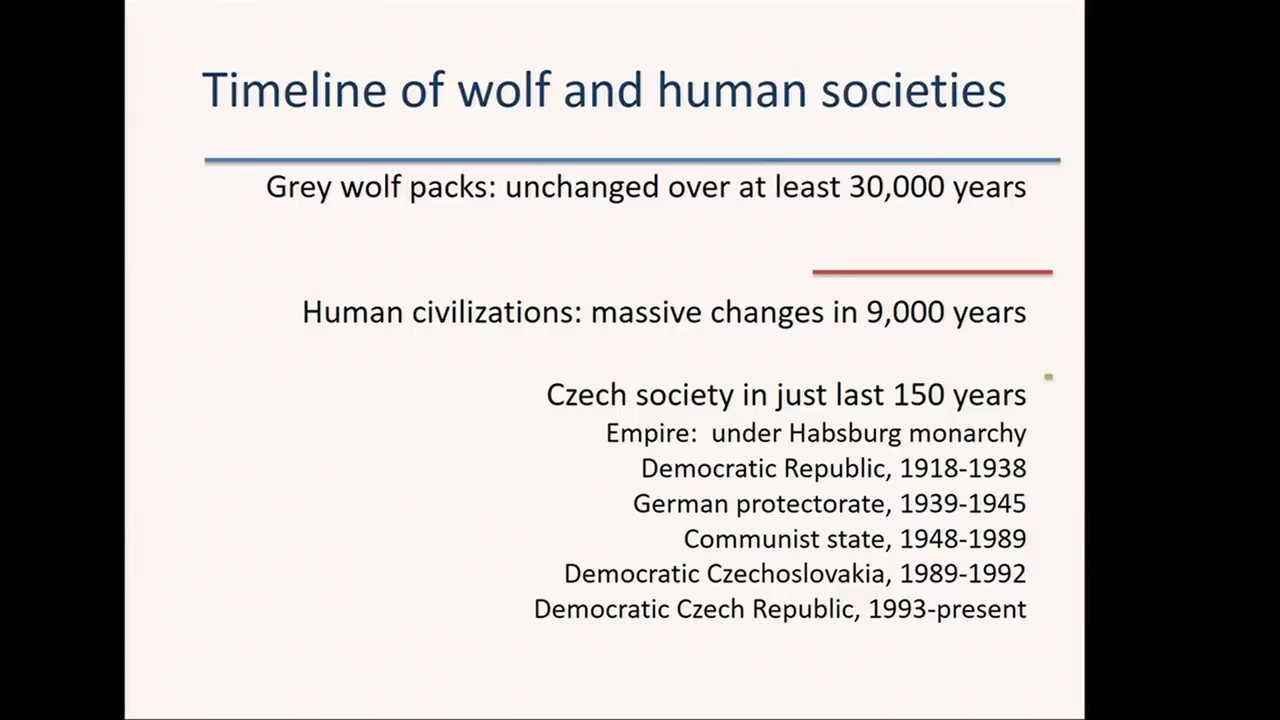 Timeline of wolf and human societies
Grey wolf packs: unchanged over at least 30,000 years
Human civilizations: massive changes in 9,000 years
Czech society in just last 150 years
Empire:  under Habsburg monarchy
Democratic Republic, 1918-1938
German protectorate, 1939-1945
Communist state, 1948-1989
Democratic Czechoslovakia, 1989-1992
Democratic Czech Republic, 1993-present